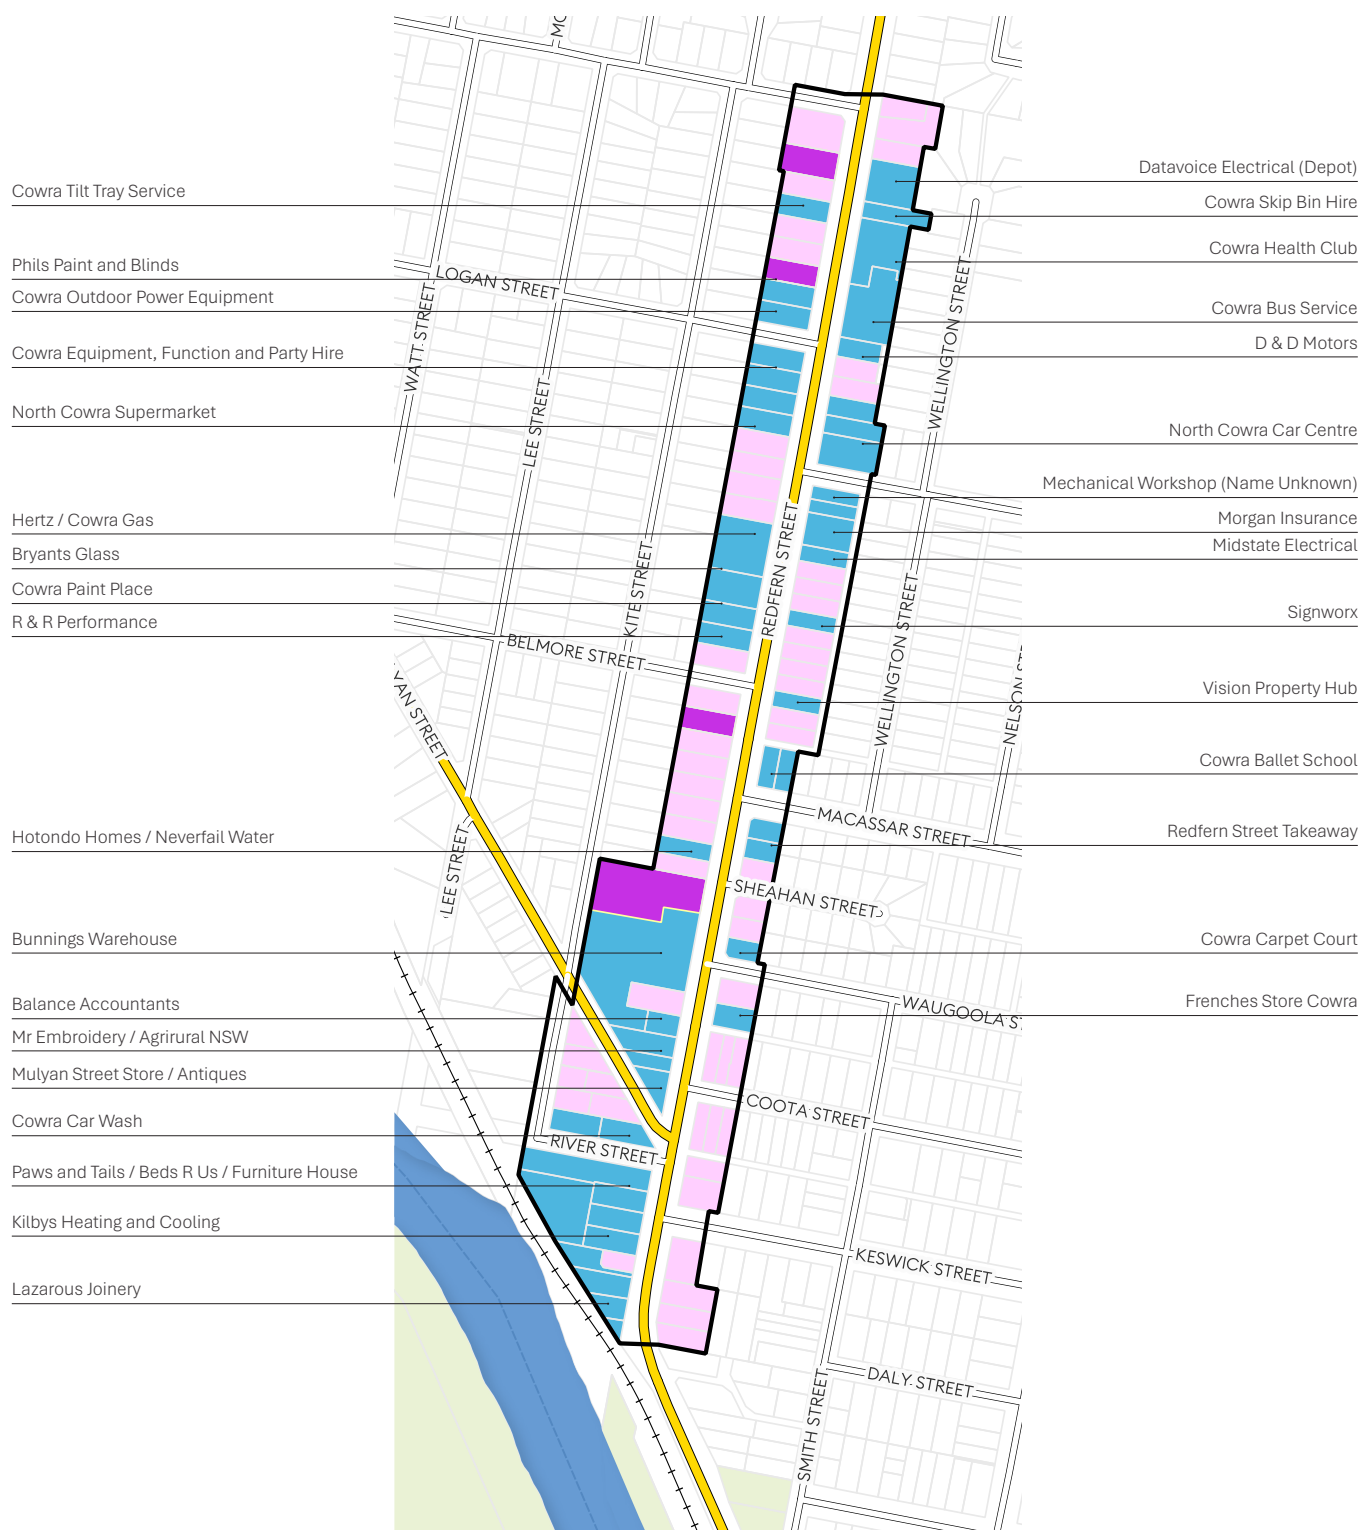 Cowra Tilt Tray Service
Phils Paint and Blinds
Cowra Outdoor Power Equipment
Cowra Equipment, Function and Party Hire
North Cowra Supermarket
Hertz / Cowra Gas
Bryants Glass
Cowra Paint Place
R & R Performance
Hotondo Homes / Neverfail Water
Bunnings Warehouse
Balance Accountants
Mr Embroidery / Agrirural NSW
Mulyan Street Store / Antiques
Cowra Car Wash
Paws and Tails / Beds R Us / Furniture House
Kilbys Heating and Cooling
Lazarous Joinery
MO
LOGAN STREET
WATT STREET
LEE STREET
KITE STREET
REDFERN STREET
WELLINGTON STREET
BELMORE STREET
YAN STREET
WELLINGTON STREET
NELSON ST
MACASSAR STREET
LEE STREET
SHEAHAN STREET
WAUGOOLA S
COOTA STREET
RIVER STREET
KESWICK STREET
DALY STREET
SMITH STREET
Datavoice Electrical (Depot)
Cowra Skip Bin Hire
Cowra Health Club
Cowra Bus Service
D & D Motors
North Cowra Car Centre
Mechanical Workshop (Name Unknown)
Morgan Insurance
Midstate Electrical
Signworx
Vision Property Hub
Cowra Ballet School
Redfern Street Takeaway
Cowra Carpet Court
Frenches Store Cowra